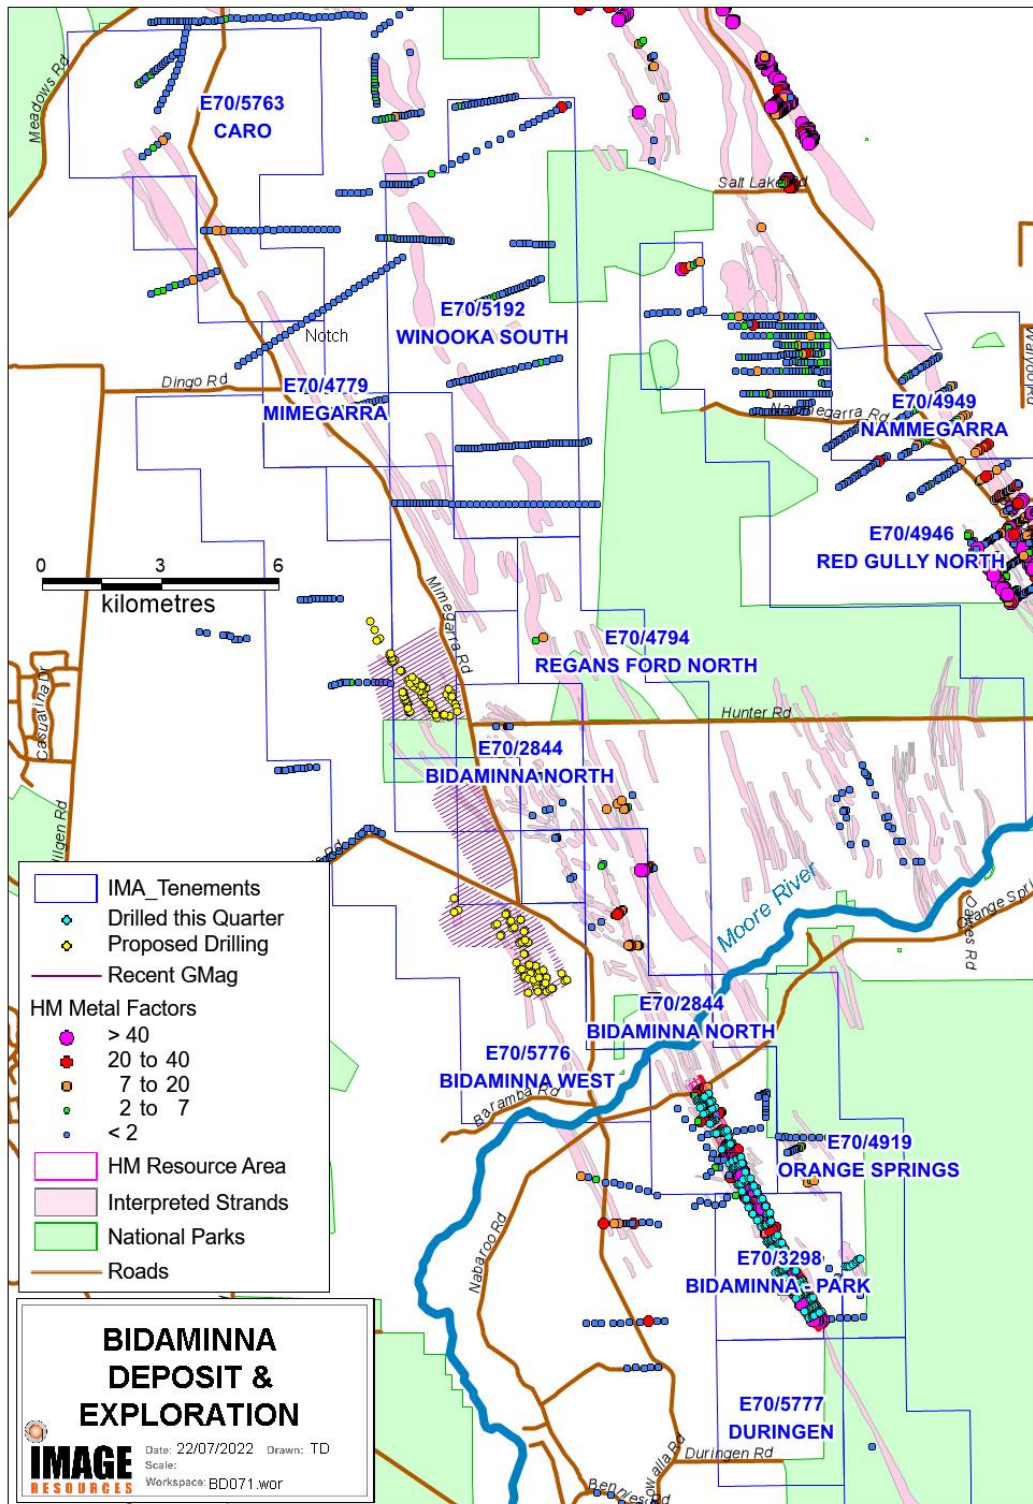 Meadows Rd
E70/5763
CARO
Salt Lake Rd
E70/5192
WINOOKA SOUTH
Notch
Dingo Rd
E70/4779
MIMEGARRA
Nammegarra Rd
E70/4949
NAMMEGARRA
E70/4946
RED GULLY NORTH
0 3 6
kilometres
Mimegarra Rd
E70/4794
REGANS FORD NORTH
Casuarina Dr
Hunter Rd
E70/2844
BIDAMINNA NORTH
Moore River
Dawes Rd
E70/2844
BIDAMINNA NORTH
E70/5776
BIDAMINNA WEST
Baramba Rd
E70/4919
ORANGE SPRINGS
Nabaroo Rd
E70/3298
BIDAMINNA - PARK
E70/5777
DURINGEN
Duringen Rd
IMA_Tenements
Drilled this Quarter
Proposed Drilling
Recent GMag
HM Metal Factors
> 40
20 to 40
7 to 20
2 to 7
< 2
HM Resource Area
Interpreted Strands
National Parks
Roads
BIDAMINNA
DEPOSIT &
EXPLORATION
IMAGE
RESOURCES
Date: 22/07/2022 Drawn: TD
Scale:
Workspace: BD071.wor